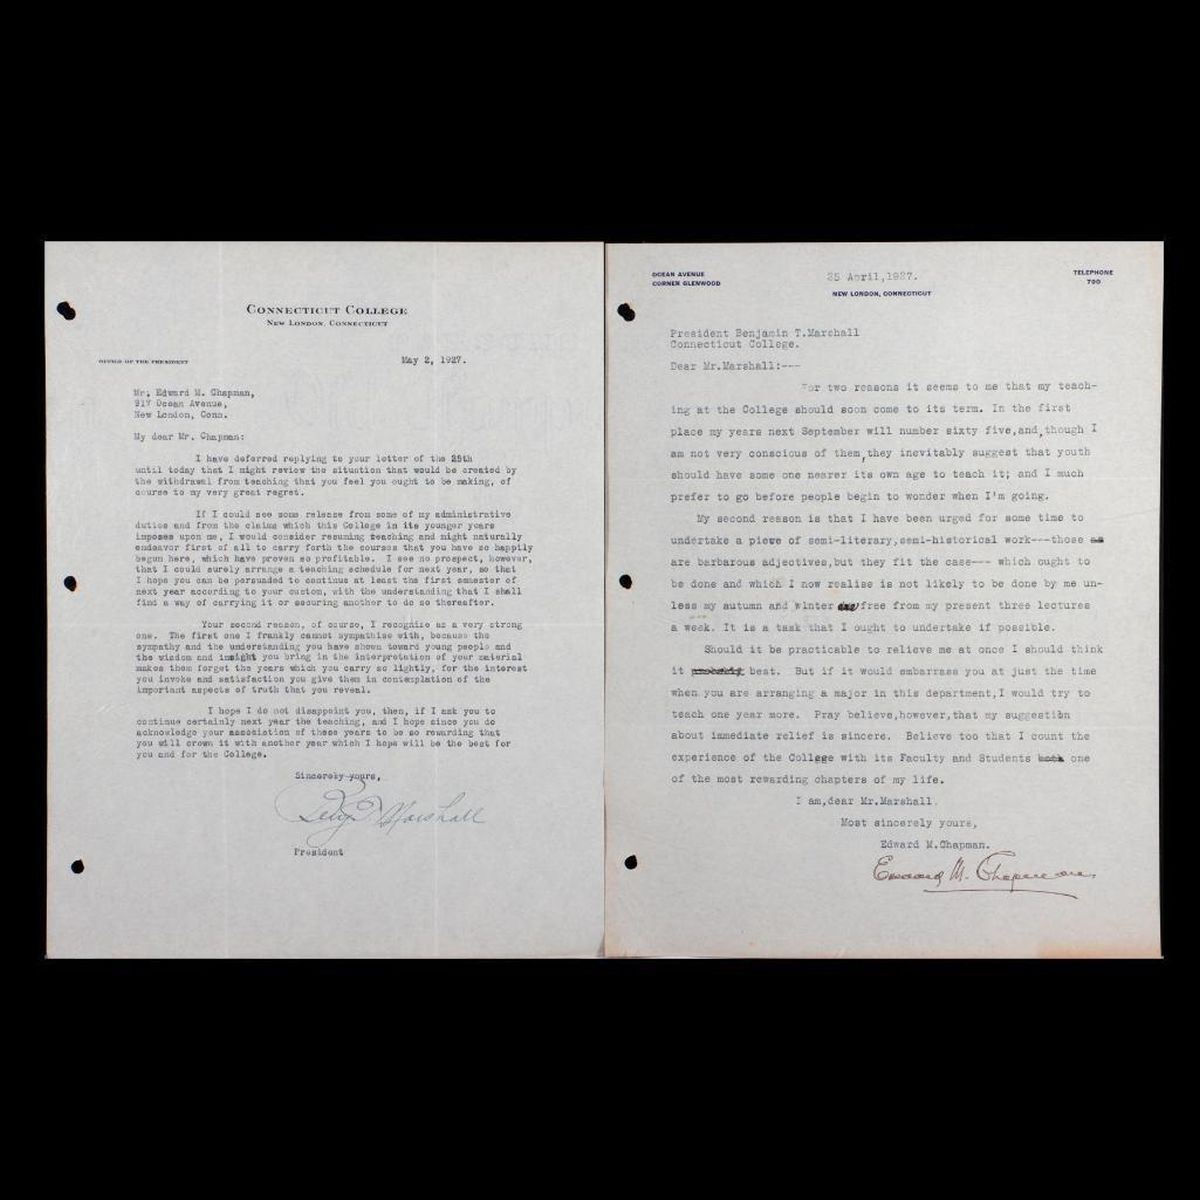 CONNECTICUT COLLEGE
NEW LONDON, CONNECTICUT
OFFICE OF THE PRESIDENT
May 2, 1927.
Mr; Edward M. Chapman,
917 Ocean Avenue,
New London, Conn.
My dear Mr. Chapman:
I have deferred replying to your letter of the 25th
until today that I might review the situation that would be created by
the withdrawal from teaching that you feel you ought to be making, of
course to my very great regret.
If I could see some release from some of my administrative
duties and from the claims which this College in its younger years
imposes upon me, I would consider resuming teaching and might naturally
endeavor first of all to carry forth the courses that you have so happily
begun here, which have proven so profitable. I see no prospect, however,
that I could surely arrange a teaching schedule for next year, so that
I hope you can be persuaded to continue at least the first semester of
next year according to your custom, with the understanding that I shall
find a way of carrying it or securing another to do so thereafter.
Your second reason, of course, I recognize as a very strong
one. The first one I frankly cannot sympathise with, because the
sympathy and the understanding you have shown toward young people and
the wisdom and insight you bring in the interpretation of your material
makes them forget the years which you carry so lightly, for the interest
you invoke and satisfaction you give them in contemplation of the
important aspects of truth that you reveal.
I hope I do not disappoint you, then, if I ask you to
continue certainly next year the teaching, and I hope since you do
acknowledge your association of these years to be so rewarding that
you will crown it with another year which I hope will be the best for
you and for the College.
Sincerely yours,
Benj T. Marshall
President
OCEAN AVENUE
CORNER GLENWOOD
25 April,1927.
NEW LONDON, CONNECTICUT
TELEPHONE
700
President Benjamin T.Marshall
Connecticut College.
Dear Mr.Marshall:---
For two reasons it seems to me that my teach-
ing at the College should soon come to its term. In the first
place my years next September will number sixty five,and,though I
am not very conscious of them,they inevitably suggest that youth
should have some one nearer its own age to teach it; and I much
prefer to go before people begin to wonder when I'm going.
My second reason is that I have been urged for some time to
undertake a piewe of semi-literary,semi-historical work---those as
are barbarous adjectives,but they fit the case--- which ought to
be done and which I now realise is not likely to be done by me un-
less my autumn and winter free from my present three lectures
a week. It is a task that I ought to undertake if possible.
Should it be practicable to relieve me at once I should think
it probably best. But if it would embarrass you at just the time
when you are arranging a major in this department,I would try to
teach one year more. Pray believe,however,that my suggestion
about immediate relief is sincere. Believe too that I count the
experience of the College with its Faculty and Students one
of the most rewarding chapters of my life.
I am,dear Mr.Marshall.
Most sincerely yours,
Edward M.Chapman.
Edward M. Chapman.